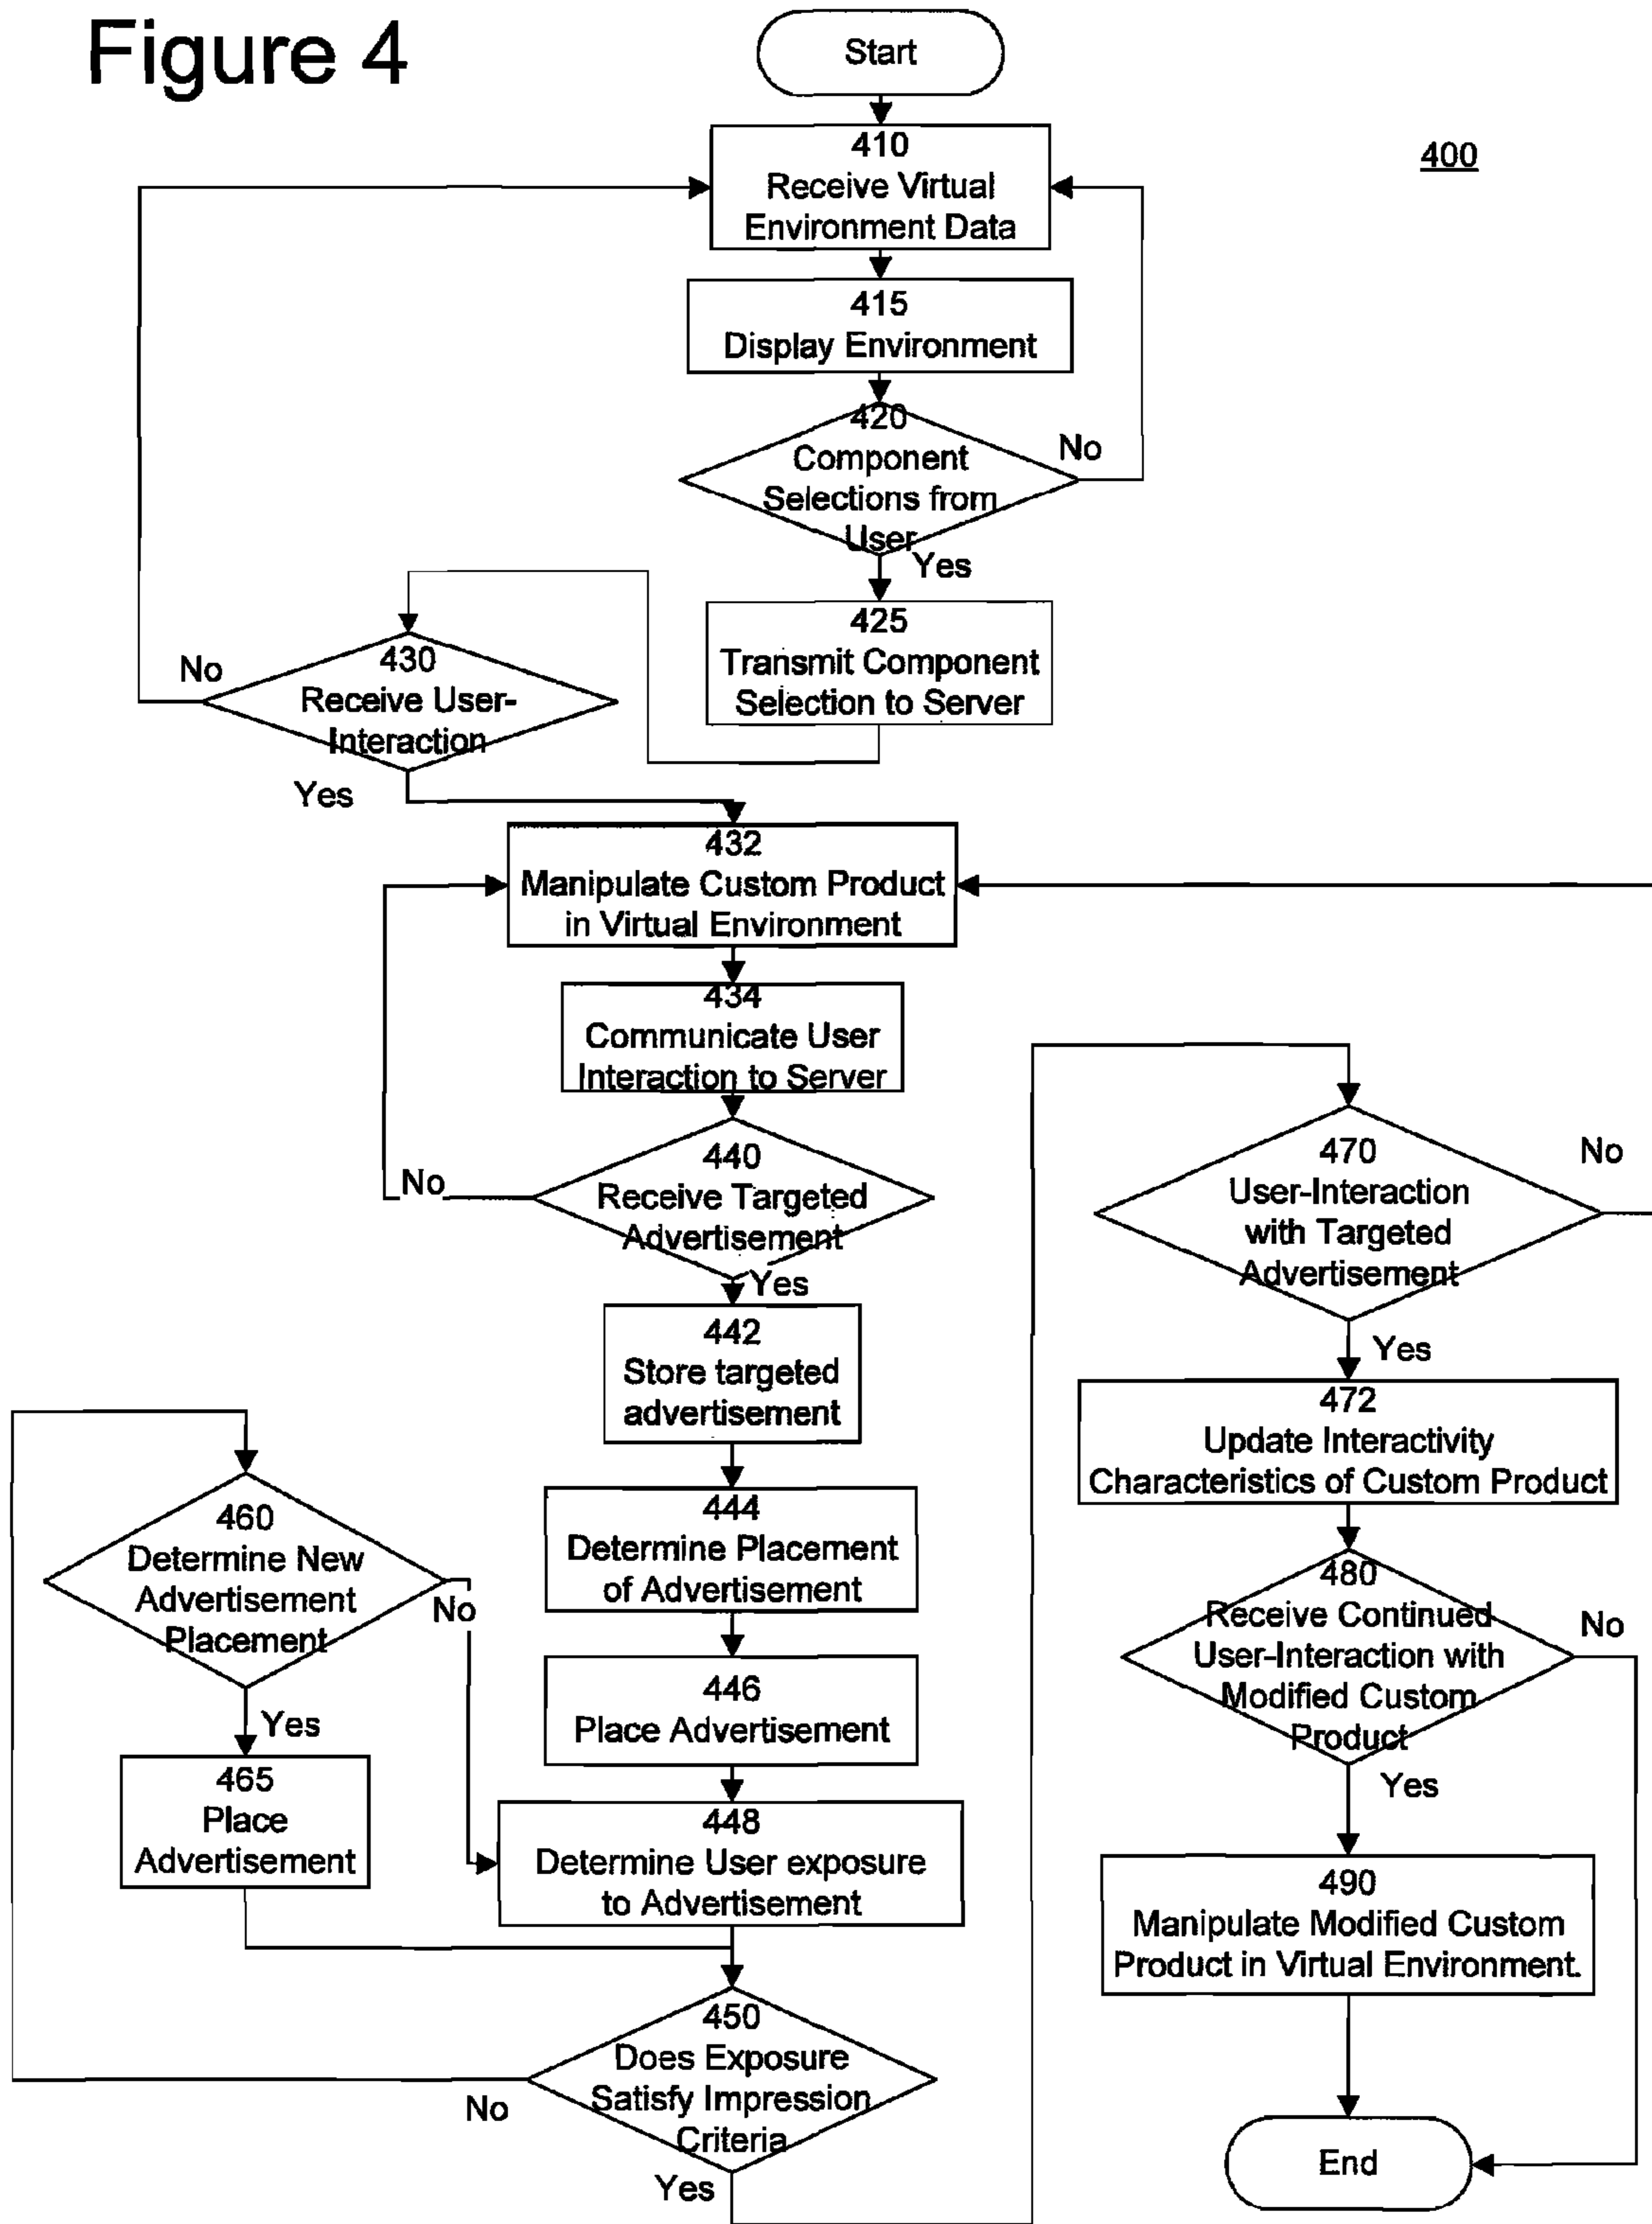 Figure 4
Start
400
410
Receive Virtual
Environment Data
415
Display Environment
420
Component
Selections from
User
No
Yes
425
Transmit Component
Selection to Server
430
Receive User-
Interaction
No
Yes
432
Manipulate Custom Product
in Virtual Environment
434
Communicate User
Interaction to Server
440
Receive Targeted
Advertisement
No
Yes
442
Store targeted
advertisement
444
Determine Placement
of Advertisement
446
Place Advertisement
448
Determine User exposure
to Advertisement
450
Does Exposure
Satisfy Impression
Criteria
No
Yes
460
Determine New
Advertisement
Placement
No
Yes
465
Place
Advertisement
470
User-Interaction
with Targeted
Advertisement
No
Yes
472
Update Interactivity
Characteristics of Custom Product
480
Receive Continued
User-Interaction with
Modified Custom
Product
No
Yes
490
Manipulate Modified Custom
Product in Virtual Environment.
End